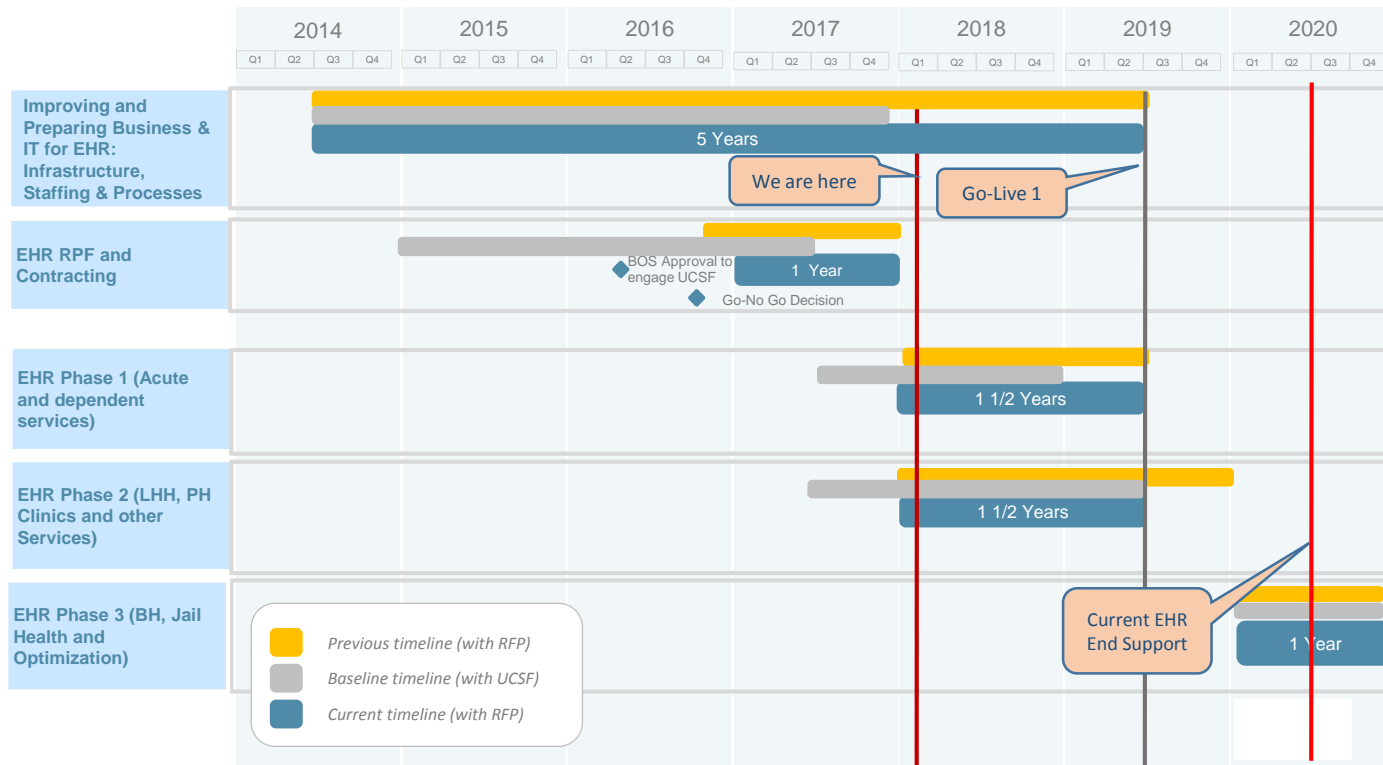 2014 2015 2016 2017 2018 2019 2020
Q1 Q2 Q3 Q4 Q1 Q2 Q3 Q4 Q1 Q2 Q3 Q4 Q1 Q2 Q3 Q4 Q1 Q2 Q3 Q4 Q1 Q2 Q3 Q4 Q1 Q2 Q3 Q4
Improving and
Preparing Business &
IT for EHR:
Infrastructure,
Staffing & Processes
5 Years
We are here
Go-Live 1
EHR RPF and
Contracting
BOS Approval to
engage UCSF
1 Year
Go-No Go Decision
EHR Phase 1 (Acute
and dependent
services)
1 1/2 Years
EHR Phase 2 (LHH, PH
Clinics and other
Services)
1 1/2 Years
EHR Phase 3 (BH, Jail
Health and
Optimization)
Current EHR
End Support
1 Year
Previous timeline (with RFP)
Baseline timeline (with UCSF)
Current timeline (with RFP)